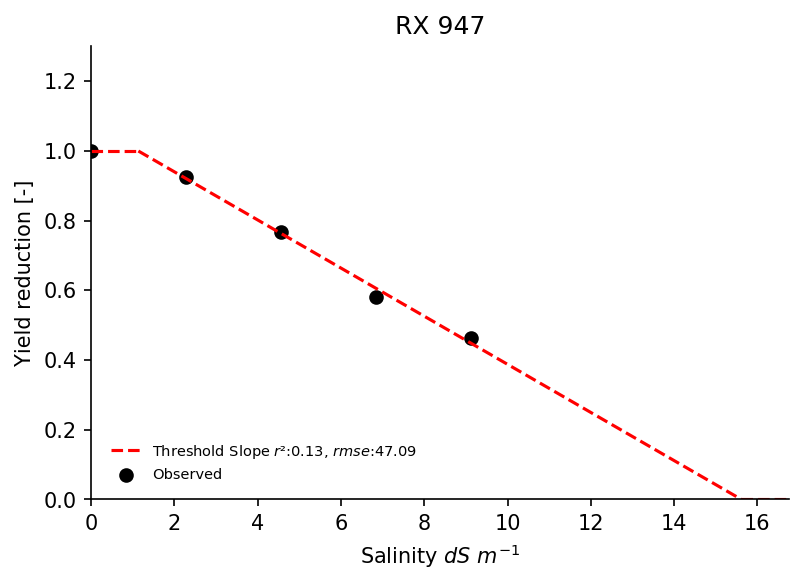 RX 947
1.2
1.0
0.8
0.6
0.4
0.2
0.0
Yield reduction [-]
Threshold Slope r²:0.13, rmse:47.09
Observed
0 2 4 6 8 10 12 14 16
Salinity dS m⁻¹